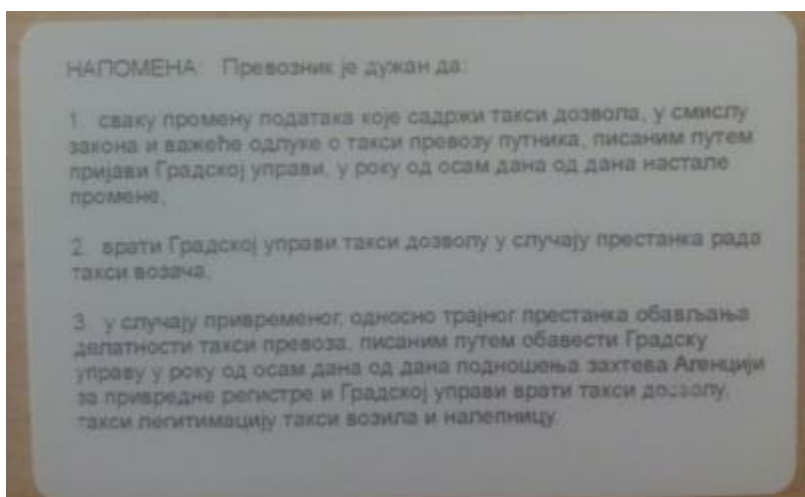 НАПОМЕНА: Превозник је дужан да:
1. сваку промену података које садржи такси дозвола, у смислу
закона и важеће одлуке о такси превозу путника, писаним путем
пријави Градској управи, у року од осам дана од дана настале
промене,
2. врати Градској управи такси дозволу у случају престанка рада
такси возача,
3. у случају привременог, односно трајног престанка обављања
делатности такси превоза, писаним путем обавести Градску
управу у року од осам дана од дана подношења захтева Агенцији
за привредне регистре и Градској управи врати такси дозволу,
такси легитимацију такси возила и налепницу.